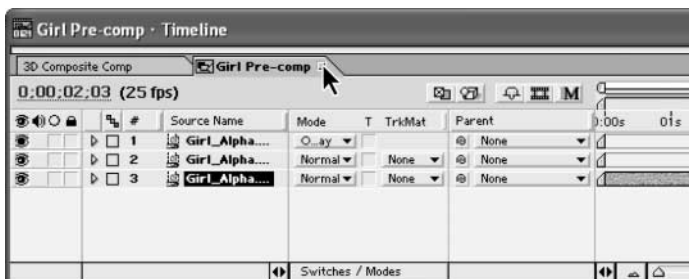 Girl Pre-comp · Timeline
3D Composite Comp Girl Pre-comp
0;00;02;03 (25 fps) M
# Source Name Mode T TrkMat Parent 0:00s 01s
1 Girl_Alpha.... O...ay None
2 Girl_Alpha.... Normal None None
3 Girl_Alpha.... Normal None None
Switches / Modes